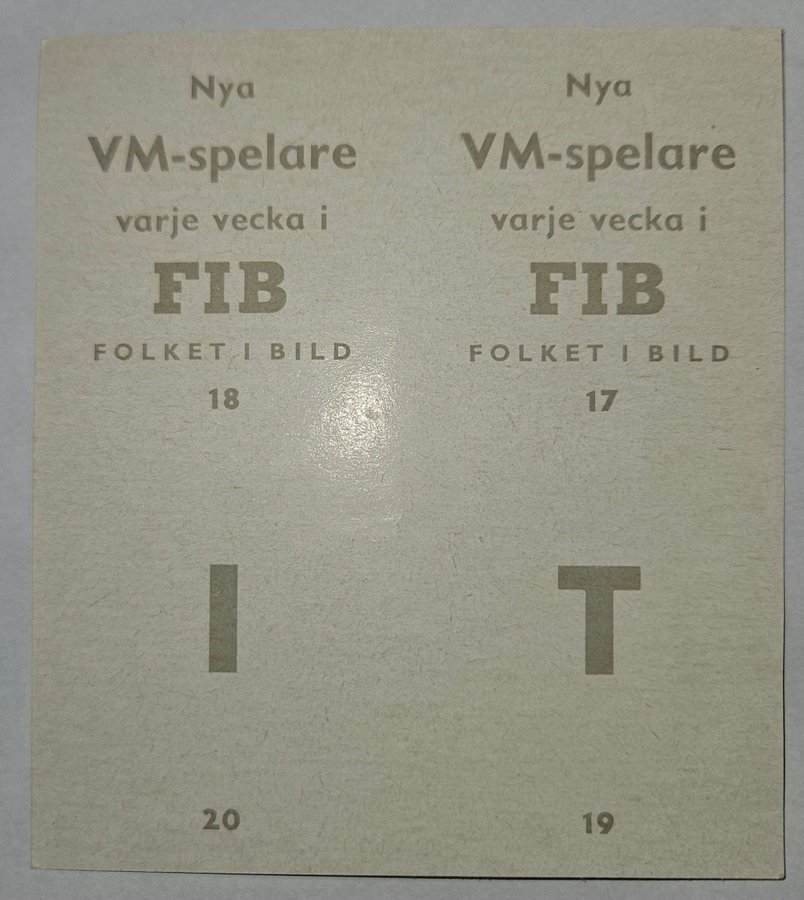 Nya
VM-spelare
varje vecka i
FIB
FOLKET I BILD
18
Nya
VM-spelare
varje vecka i
FIB
FOLKET I BILD
17
I
20
T
19